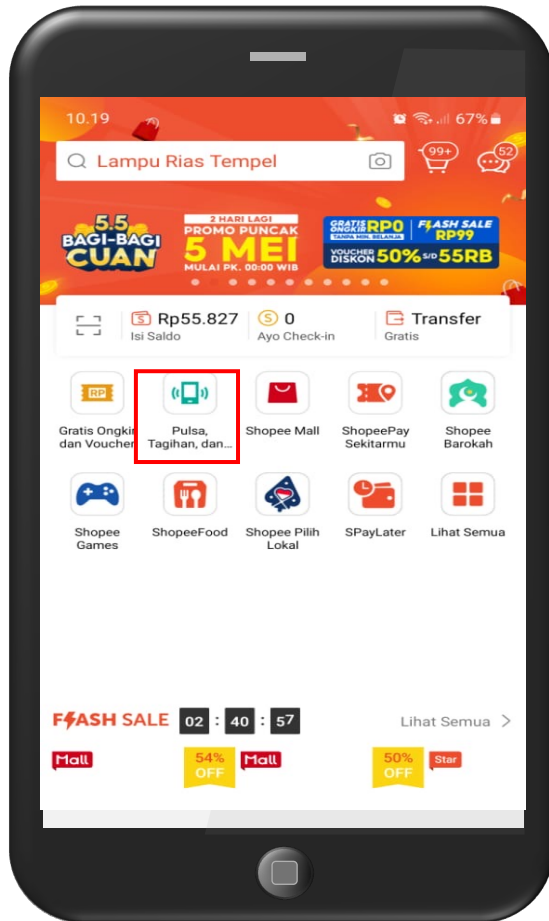 10.19
67%
Lampu Rias Tempel
99+
52
5.5
BAGI-BAGI
CUAN
2 HARI LAGI
PROMO PUNCAK
5 MEI
MULAI PK. 00:00 WIB
GRATIS ONGKIR RP0
TANPA MIN. BELANJA
FLASH SALE
RP99
VOUCHER DISKON 50% S/D 55RB
Rp55.827
Isi Saldo
0
Ayo Check-in
Transfer
Gratis
RP
Gratis Ongkir
dan Voucher
Pulsa,
Tagihan, dan...
Shopee Mall
ShopeePay
Sekitarmu
Shopee
Barokah
Shopee
Games
ShopeeFood
Shopee Pilih
Lokal
SPayLater
Lihat Semua
FLASH SALE 02 : 40 : 57
Lihat Semua >
Mall
54%
OFF
Mall
50%
OFF
Star